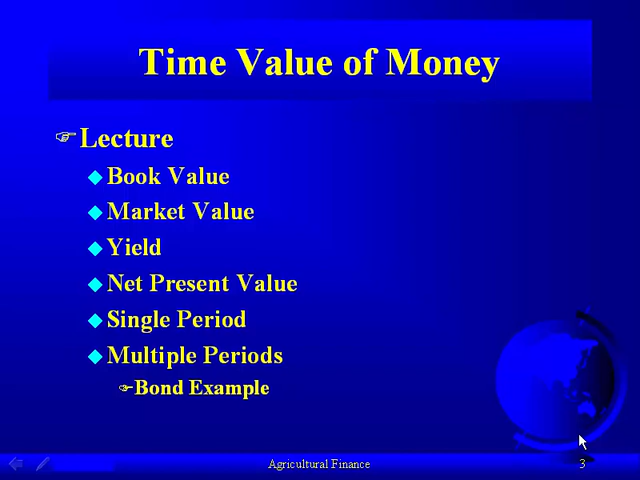 Time Value of Money
Lecture
Book Value
Market Value
Yield
Net Present Value
Single Period
Multiple Periods
Bond Example
Agricultural Finance
3